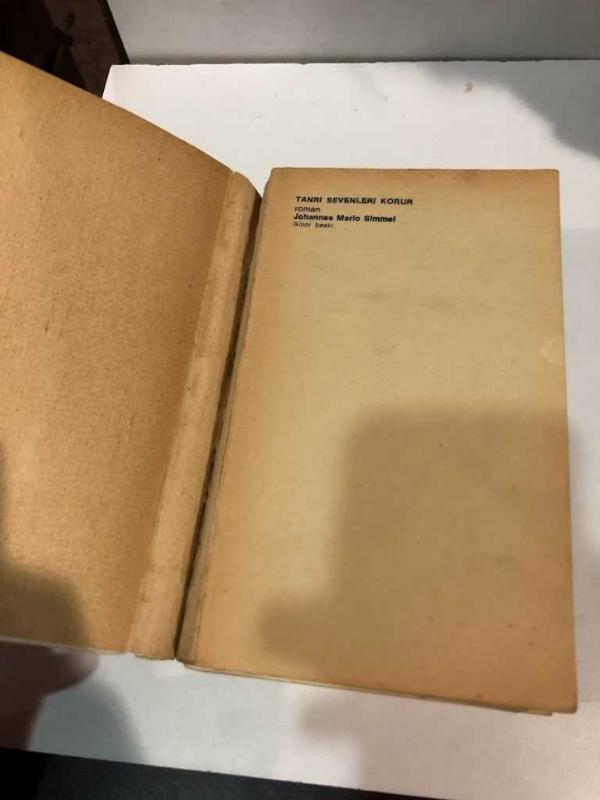 TANRI SEVENLERİ KORUR
roman
Johannes Mario Simmel
ikinci baskı